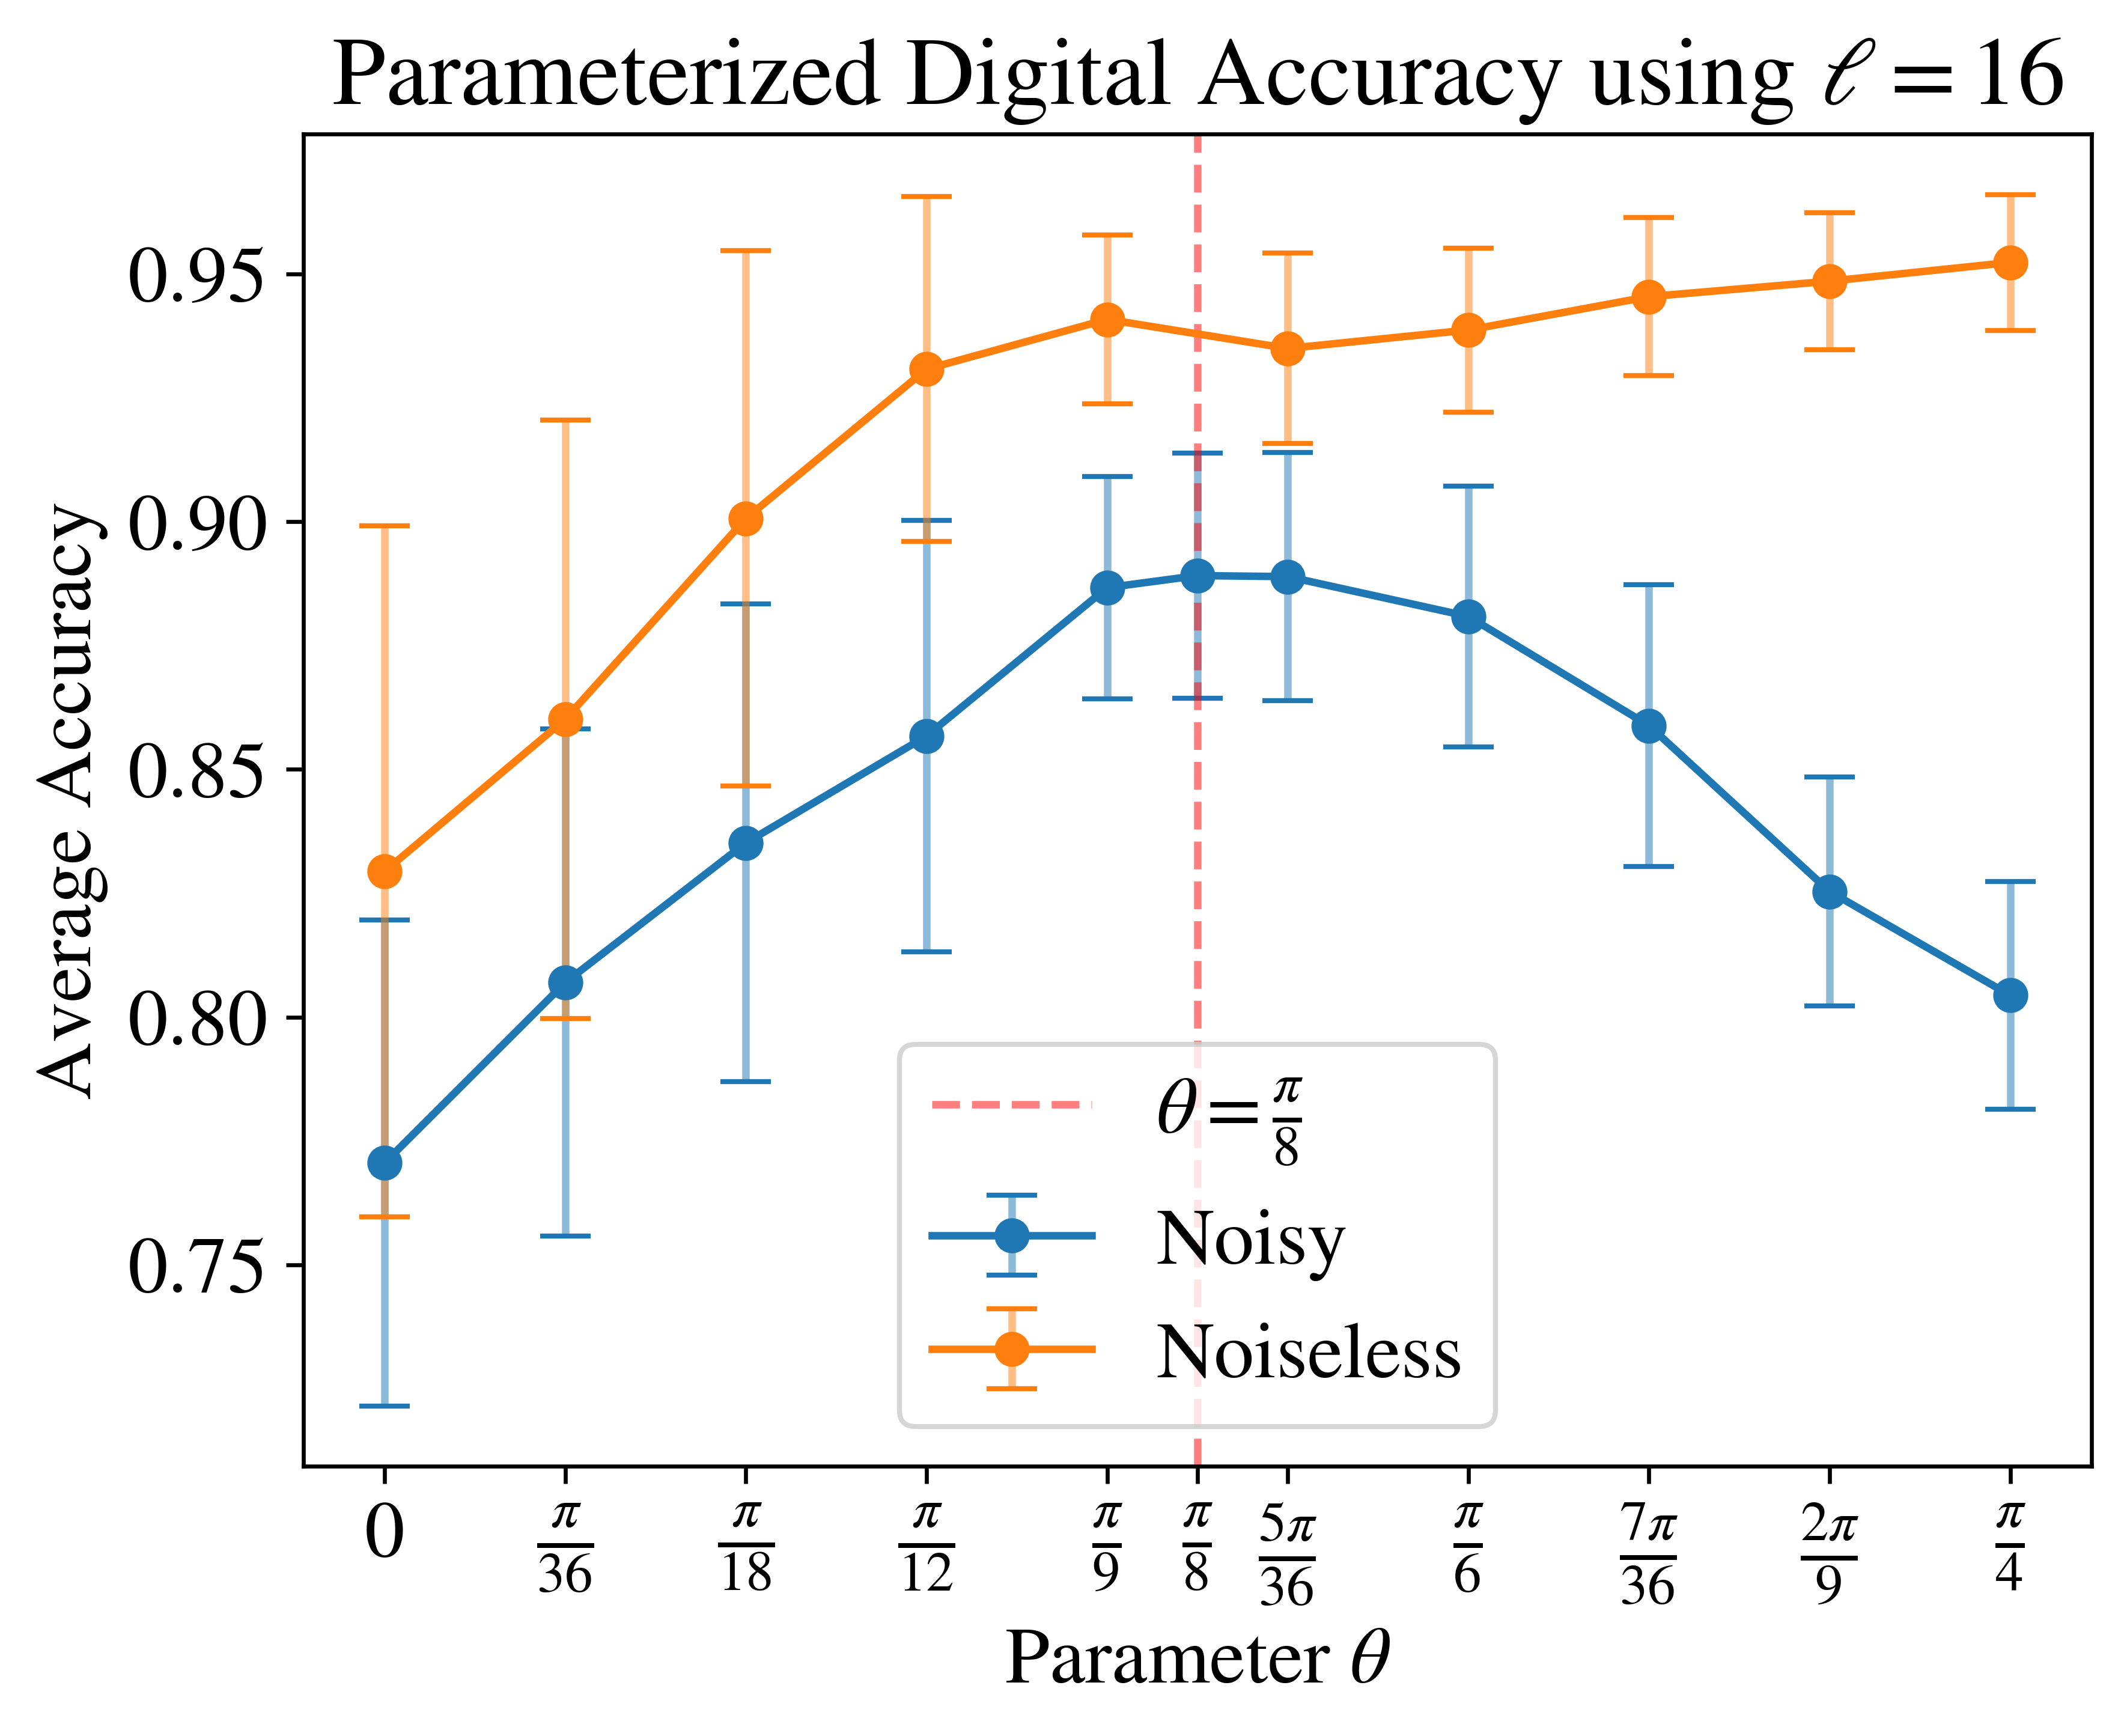 Parameterized Digital Accuracy using ℓ = 16
Average Accuracy
0.95
0.90
0.85
0.80
0.75
θ = π/8
Noisy
Noiseless
0 π/36 π/18 π/12 π/9 π/8 5π/36 π/6 7π/36 2π/9 π/4
Parameter θ